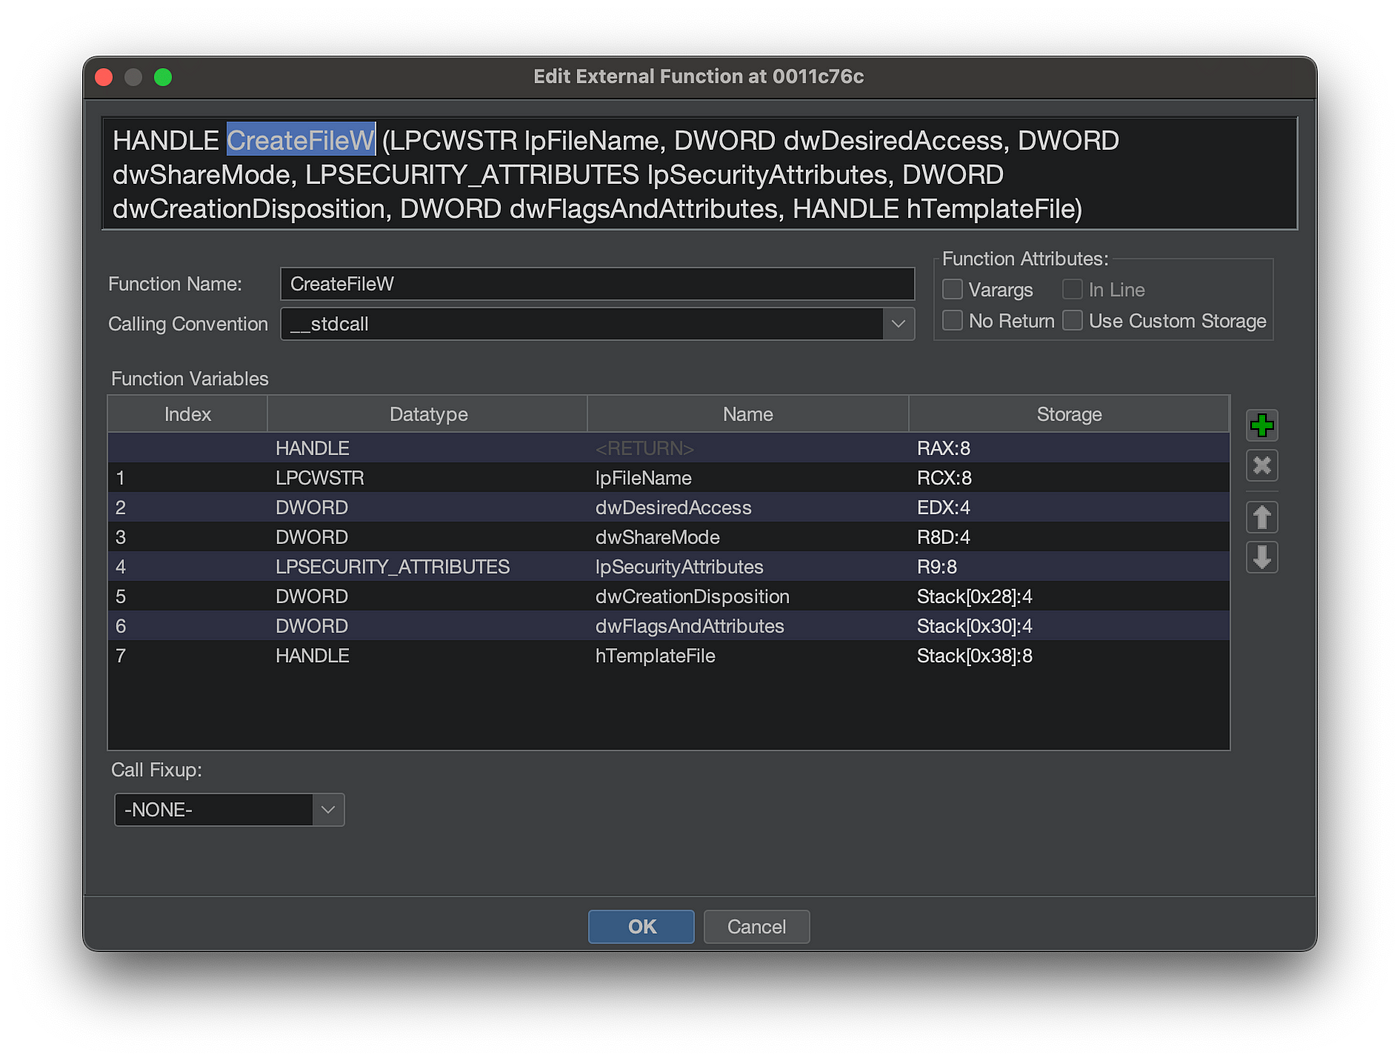 Edit External Function at 0011c76c
HANDLE CreateFileW (LPCWSTR lpFileName, DWORD dwDesiredAccess, DWORD
dwShareMode, LPSECURITY_ATTRIBUTES lpSecurityAttributes, DWORD
dwCreationDisposition, DWORD dwFlagsAndAttributes, HANDLE hTemplateFile)
Function Name: CreateFileW
Calling Convention __stdcall
Function Attributes:
Varargs In Line
No Return Use Custom Storage
Function Variables
Index Datatype Name Storage
HANDLE <RETURN> RAX:8
1 LPCWSTR lpFileName RCX:8
2 DWORD dwDesiredAccess EDX:4
3 DWORD dwShareMode R8D:4
4 LPSECURITY_ATTRIBUTES lpSecurityAttributes R9:8
5 DWORD dwCreationDisposition Stack[0x28]:4
6 DWORD dwFlagsAndAttributes Stack[0x30]:4
7 HANDLE hTemplateFile Stack[0x38]:8
Call Fixup:
-NONE-
OK Cancel